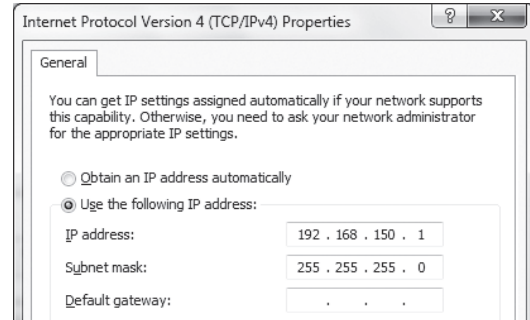 Internet Protocol Version 4 (TCP/IPv4) Properties
General
You can get IP settings assigned automatically if your network supports
this capability. Otherwise, you need to ask your network administrator
for the appropriate IP settings.
Obtain an IP address automatically
Use the following IP address:
IP address: 192 . 168 . 150 . 1
Subnet mask: 255 . 255 . 255 . 0
Default gateway: . . .